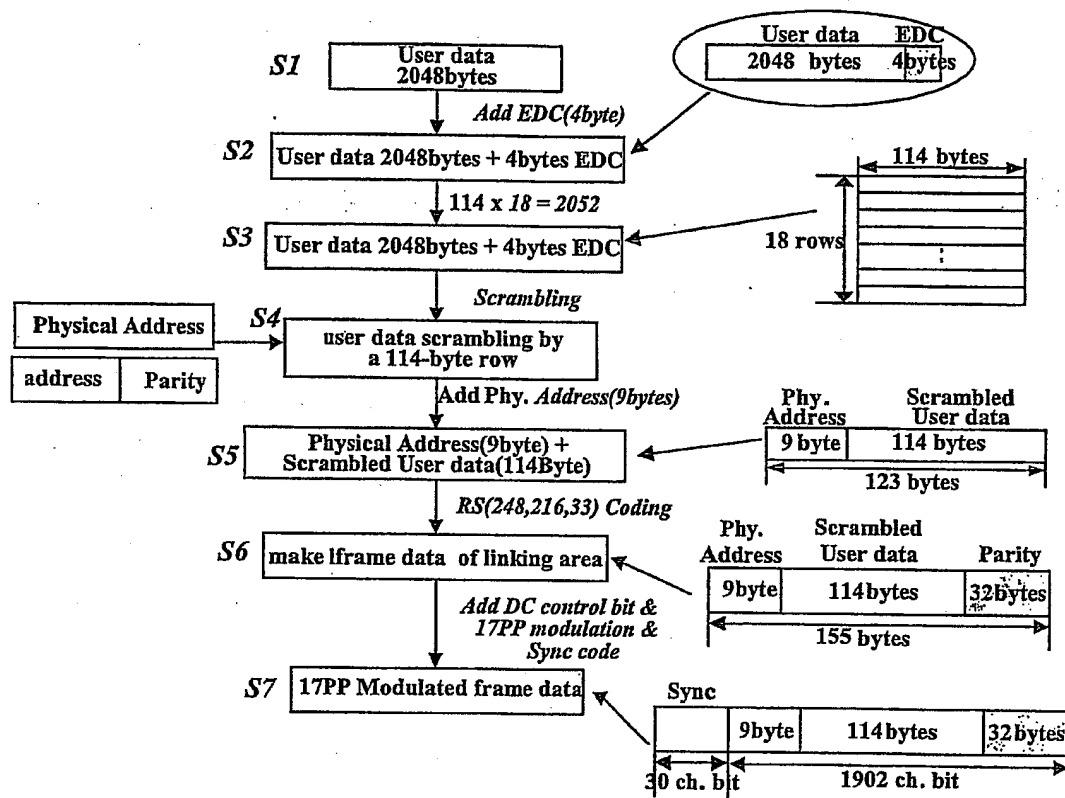 S1
User data
2048bytes
User data EDC
2048 bytes 4bytes
Add EDC(4byte)
S2
User data 2048bytes + 4bytes EDC
114 x 18 = 2052
114 bytes
18 rows
S3
User data 2048bytes + 4bytes EDC
Scrambling
Physical Address
address Parity
S4
user data scrambling by
a 114-byte row
Add Phy. Address(9bytes)
S5
Physical Address(9byte) +
Scrambled User data(114Byte)
Phy.
Address
Scrambled
User data
9 byte 114 bytes
123 bytes
RS(248,216,33) Coding
S6
make 1frame data of linking area
Phy.
Address
Scrambled
User data
Parity
9byte 114bytes 32bytes
155 bytes
Add DC control bit &
17PP modulation &
Sync code
S7
17PP Modulated frame data
Sync
9byte 114bytes 32bytes
30 ch. bit 1902 ch. bit